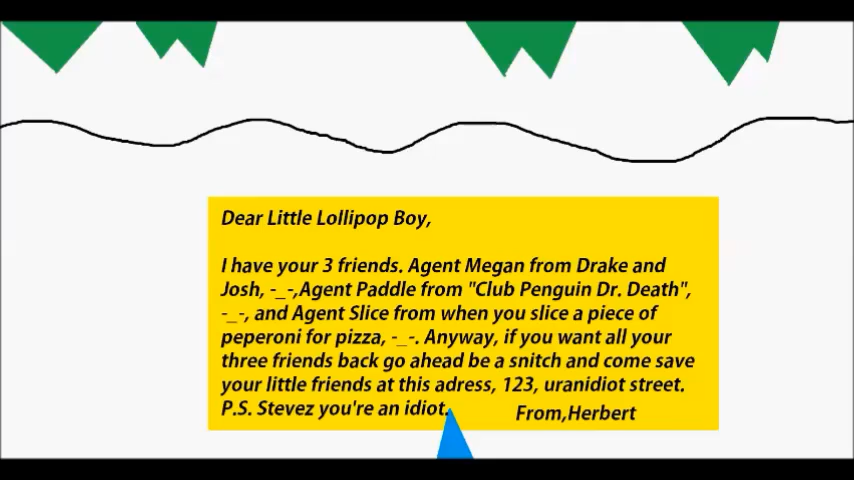 Dear Little Lollipop Boy,
I have your 3 friends. Agent Megan from Drake and
Josh, -_-,Agent Paddle from "Club Penguin Dr. Death",
-_-, and Agent Slice from when you slice a piece of
peperoni for pizza, -_-. Anyway, if you want all your
three friends back go ahead be a snitch and come save
your little friends at this adress, 123, uranidiot street.
P.S. Stevez you're an idiot.
From,Herbert